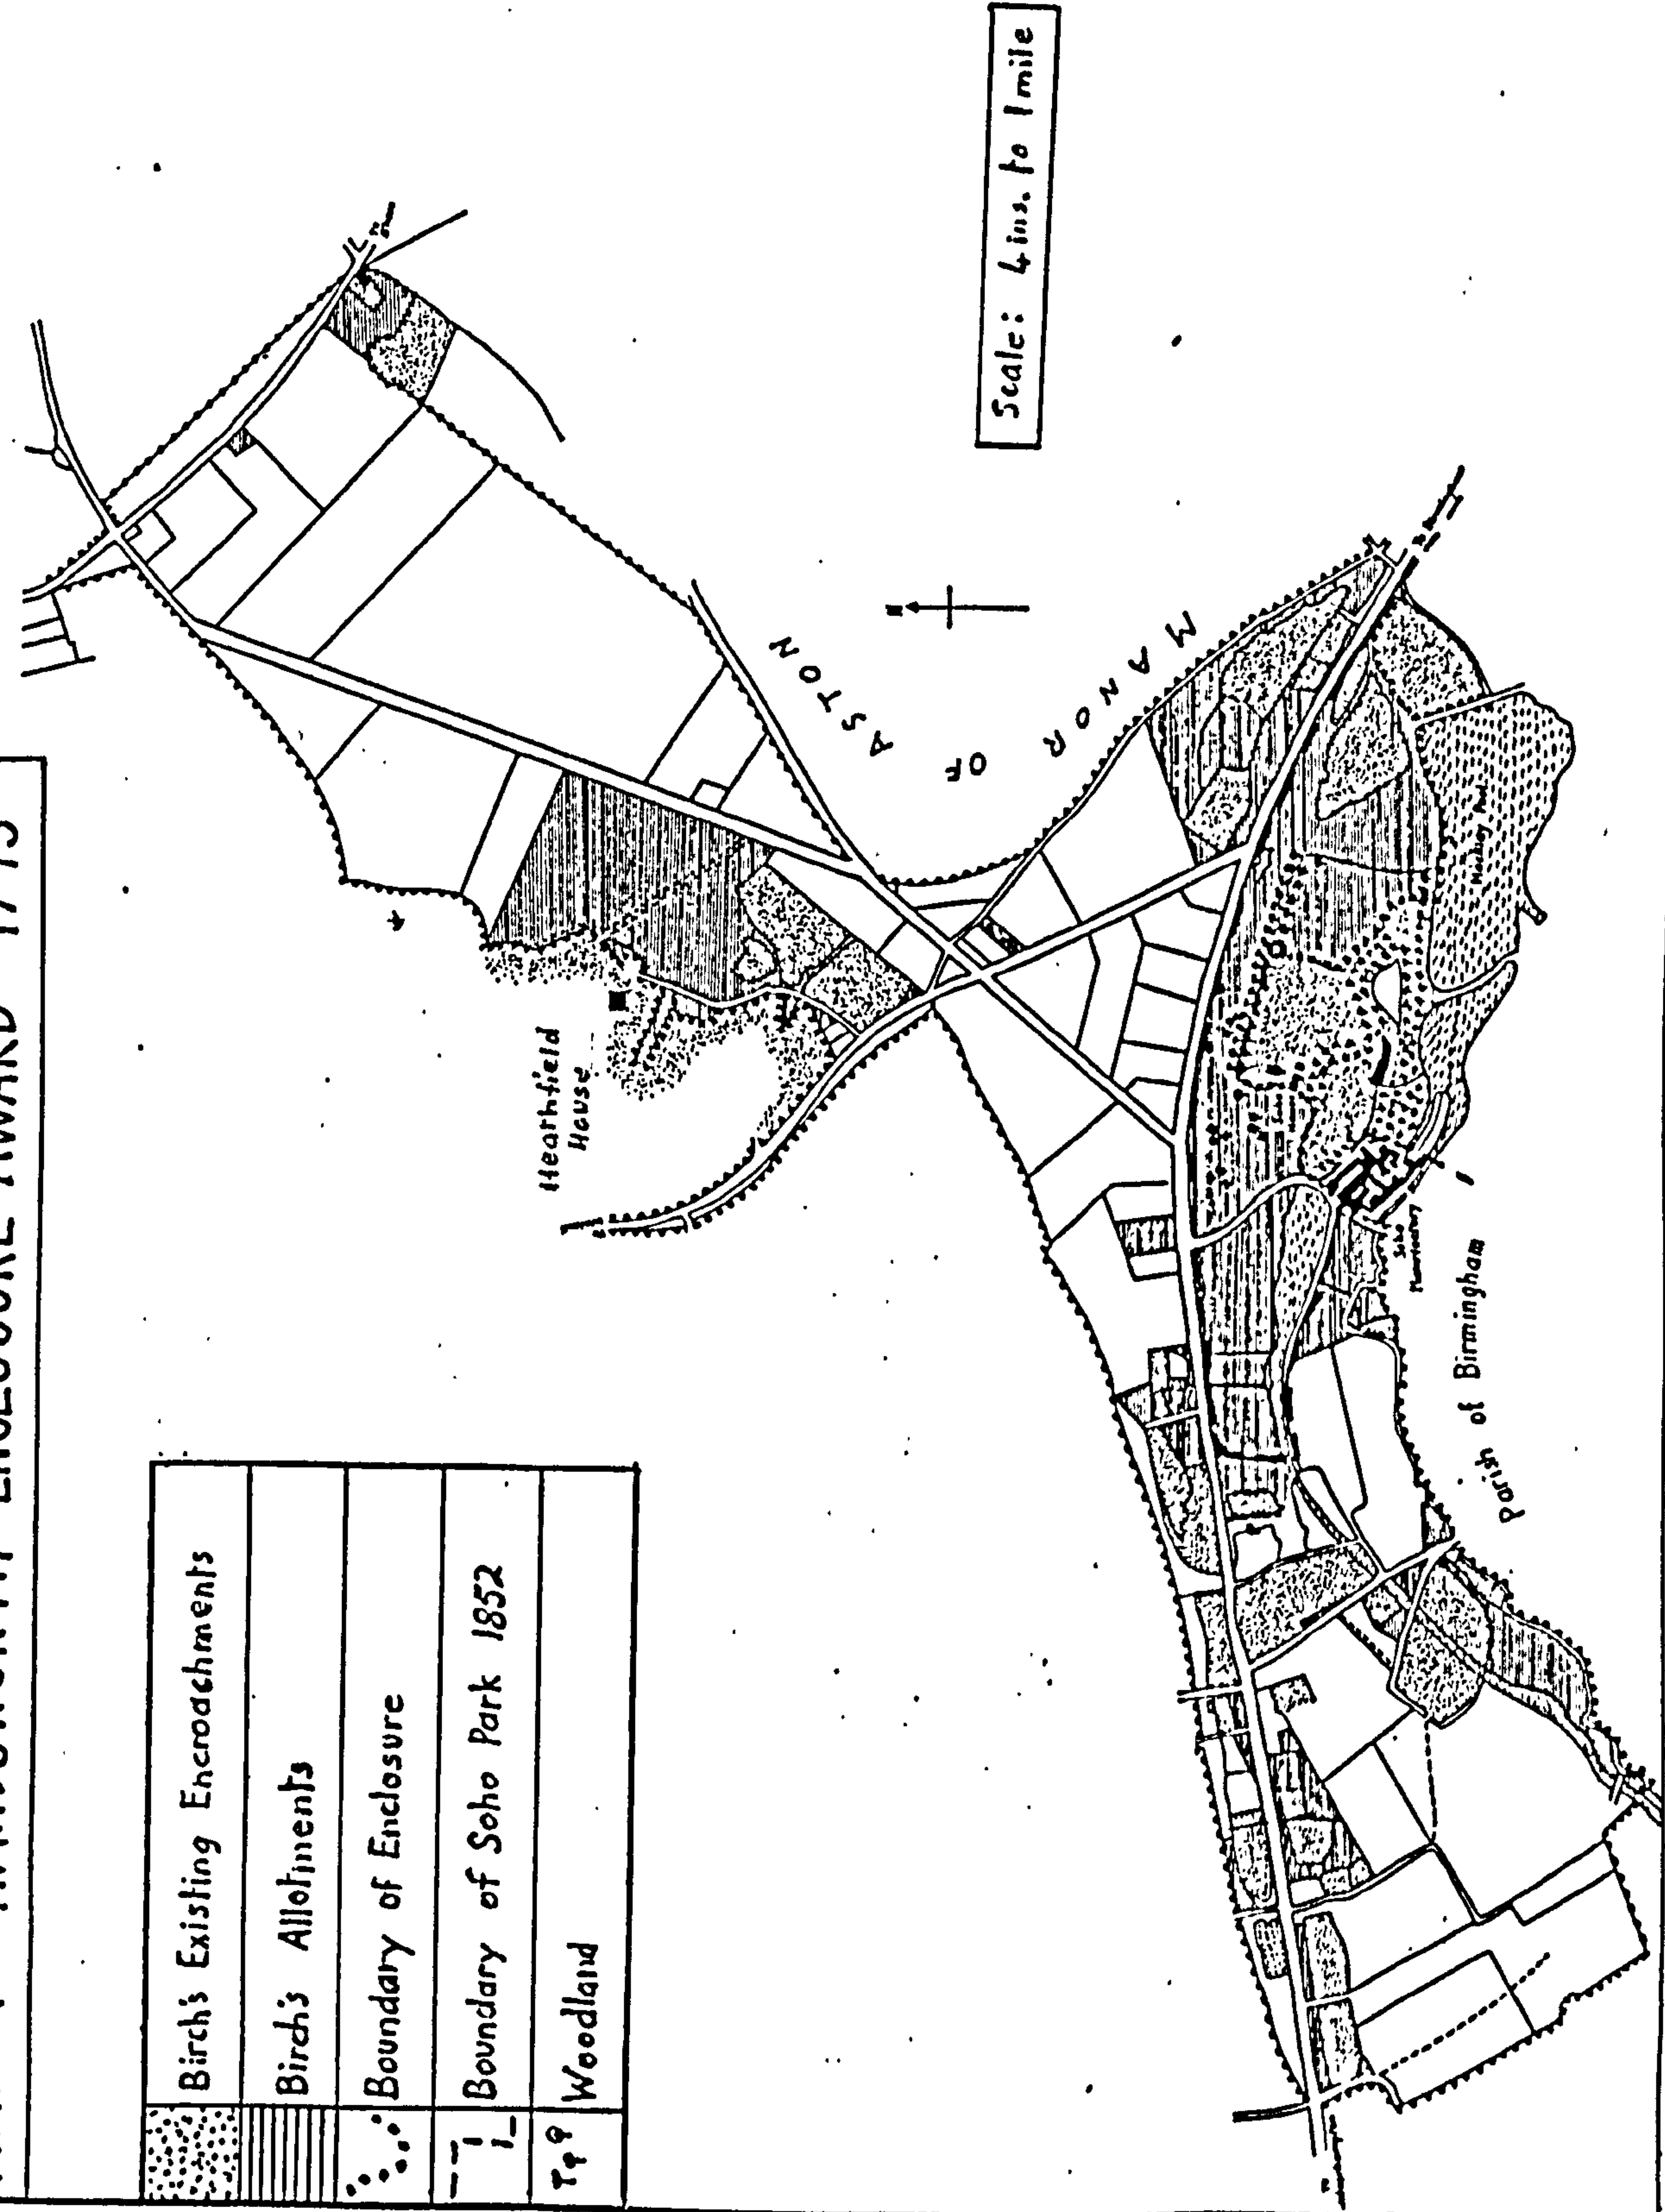 ENCLOSURE AWARD
Birch's Existing Encroachments
Birch's Allotments
Boundary of Enclosure
Boundary of Soho Park 1852
Woodland
Heathfield
House
MANOR OF ASTON
N
Scale: 4 ins. to 1 mile
Soho
Manufactory
Parish of Birmingham
Pool